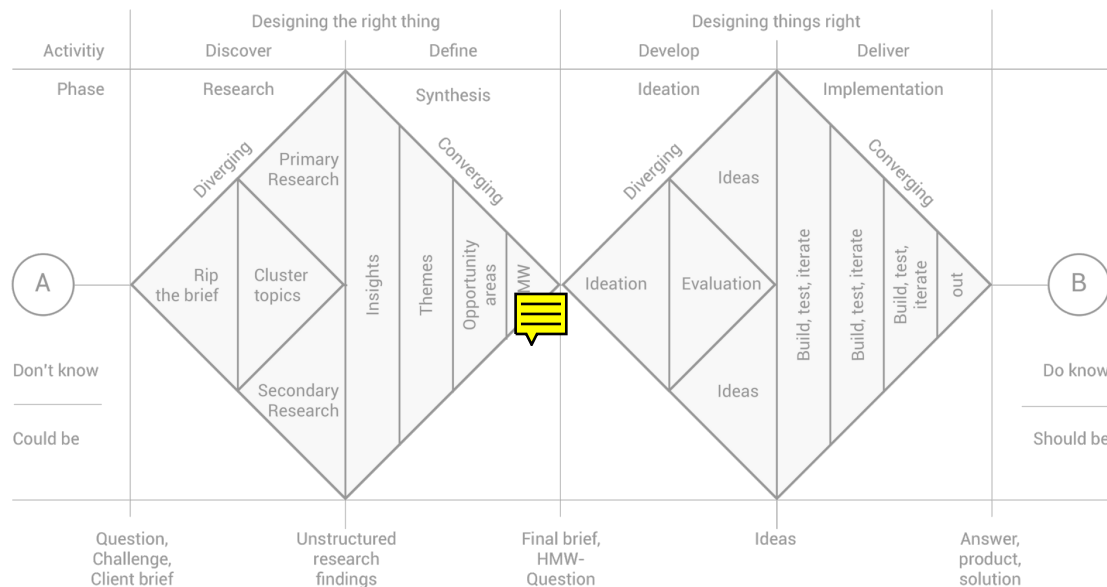 Designing the right thing
Designing things right
Activitiy
Discover
Define
Develop
Deliver
Phase
Research
Synthesis
Ideation
Implementation
Diverging
Converging
Diverging
Converging
Primary
Research
Ideas
A
Rip
the brief
Cluster
topics
Insights
Themes
Opportunity
areas
Ideation
Evaluation
Build, test, iterate
Build, test, iterate
Build, test,
iterate
out
B
Don't know
Could be
Secondary
Research
Ideas
Do know
Should be
Question,
Challenge,
Client brief
Unstructured
research
findings
Final brief,
HMW-
Question
Ideas
Answer,
product,
solution